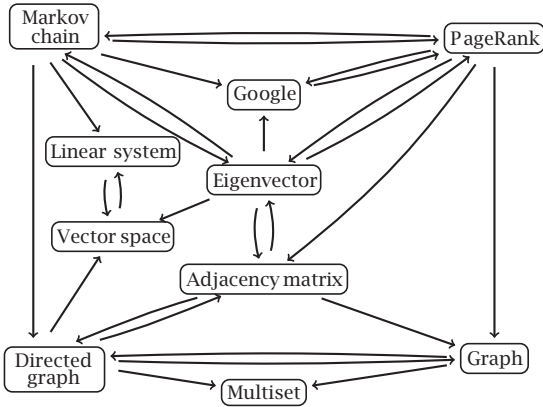 Markov
chain
PageRank
Google
Linear system
Eigenvector
Vector space
Adjacency matrix
Directed
graph
Graph
Multiset